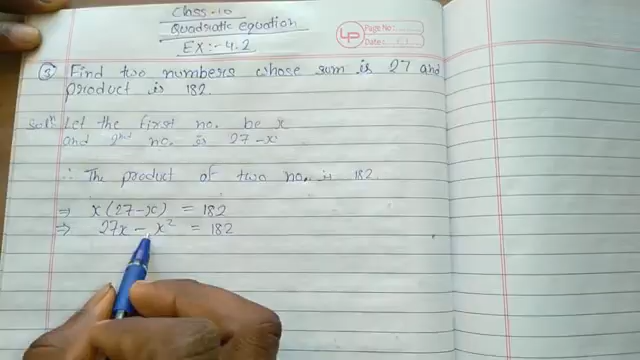 Class-10
Quadratic equation
EX:-4.2
LP
Page No:
Date:
③ Find two numbers whose sum is 27 and
product is 182.
Solⁿ Let the first no. be x
and 2nd no. is 27-x
∴ The product of two no. is 182.
⇒ x(27-x) = 182
⇒ 27x - x² = 182